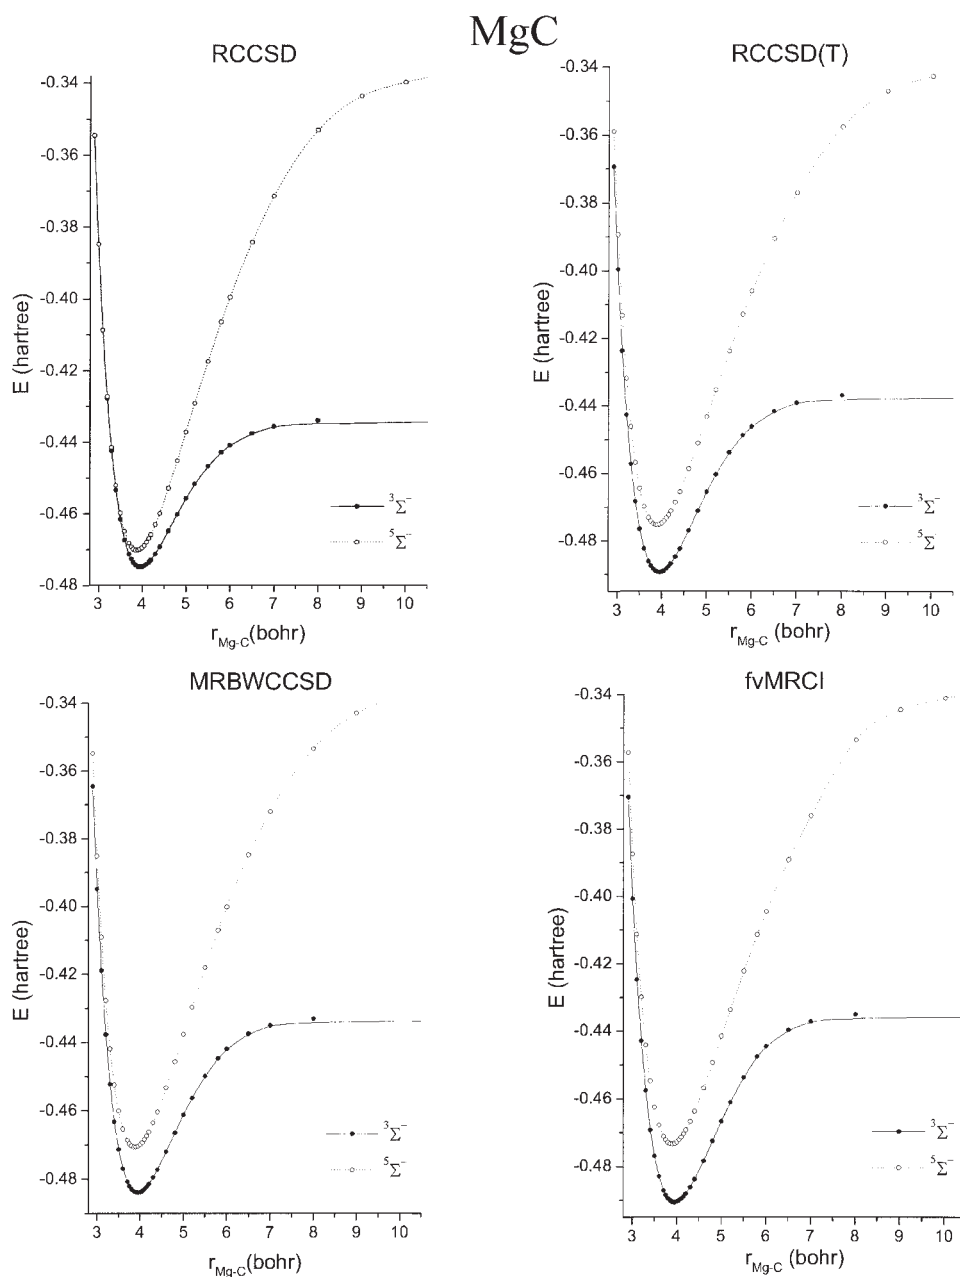 MgC
RCCSD
-0.34
-0.36
-0.38
-0.40
-0.42
-0.44
-0.46
-0.48
E (hartree)
³Σ⁻
⁵Σ⁻
3 4 5 6 7 8 9 10
r_Mg-C (bohr)
RCCSD(T)
-0.34
-0.36
-0.38
-0.40
-0.42
-0.44
-0.46
-0.48
E (hartree)
³Σ⁻
⁵Σ⁻
3 4 5 6 7 8 9 10
r_Mg-C (bohr)
MRBWCCSD
-0.34
-0.36
-0.38
-0.40
-0.42
-0.44
-0.46
-0.48
E (hartree)
³Σ⁻
⁵Σ⁻
3 4 5 6 7 8 9 10
r_Mg-C (bohr)
fvMRCI
-0.34
-0.36
-0.38
-0.40
-0.42
-0.44
-0.46
-0.48
E (hartree)
³Σ⁻
⁵Σ⁻
3 4 5 6 7 8 9 10
r_Mg-C (bohr)